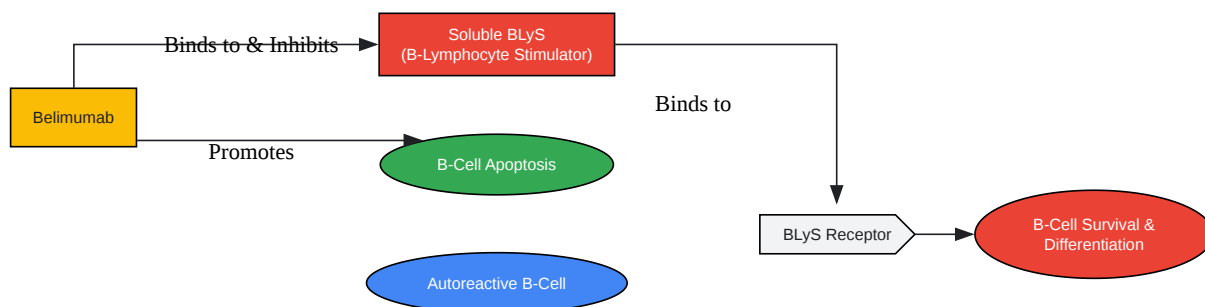 Binds to & Inhibits
Soluble BLyS
(B-Lymphocyte Stimulator)
Belimumab
Binds to
Promotes
B-Cell Apoptosis
BLyS Receptor
B-Cell Survival &
Differentiation
Autoreactive B-Cell